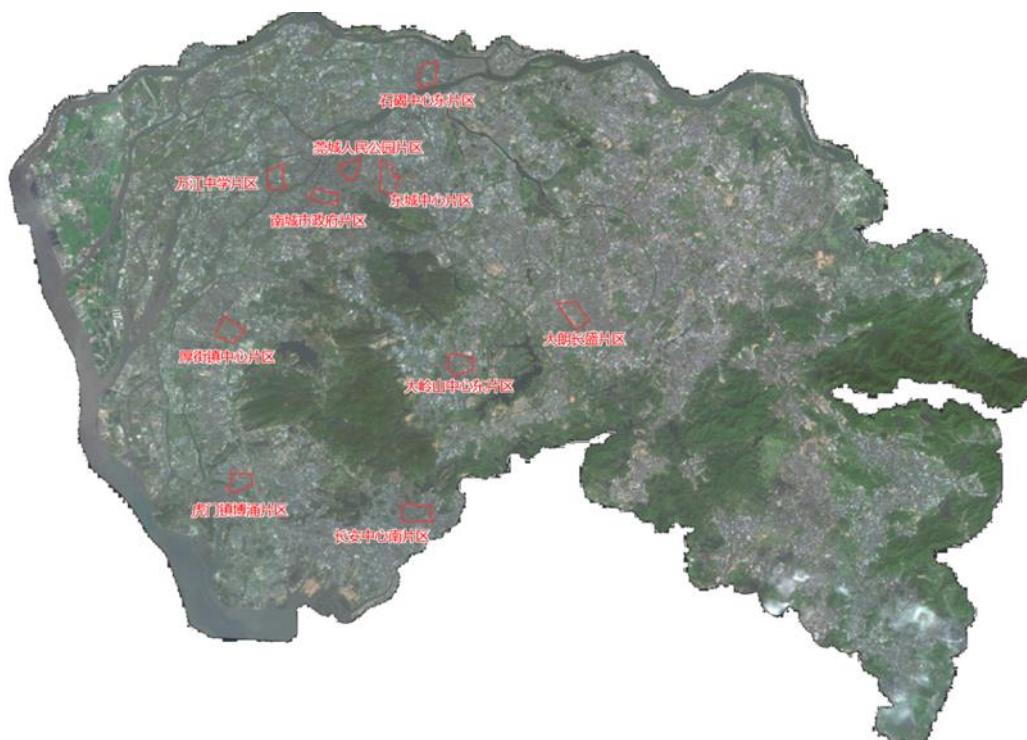 石碣中心东片区
莞城人民公园片区
万江中学片区
东城中心片区
南城市政府片区
大朗长盛片区
厚街镇中心片区
大岭山中心东片区
虎门镇博涌片区
长安中心南片区